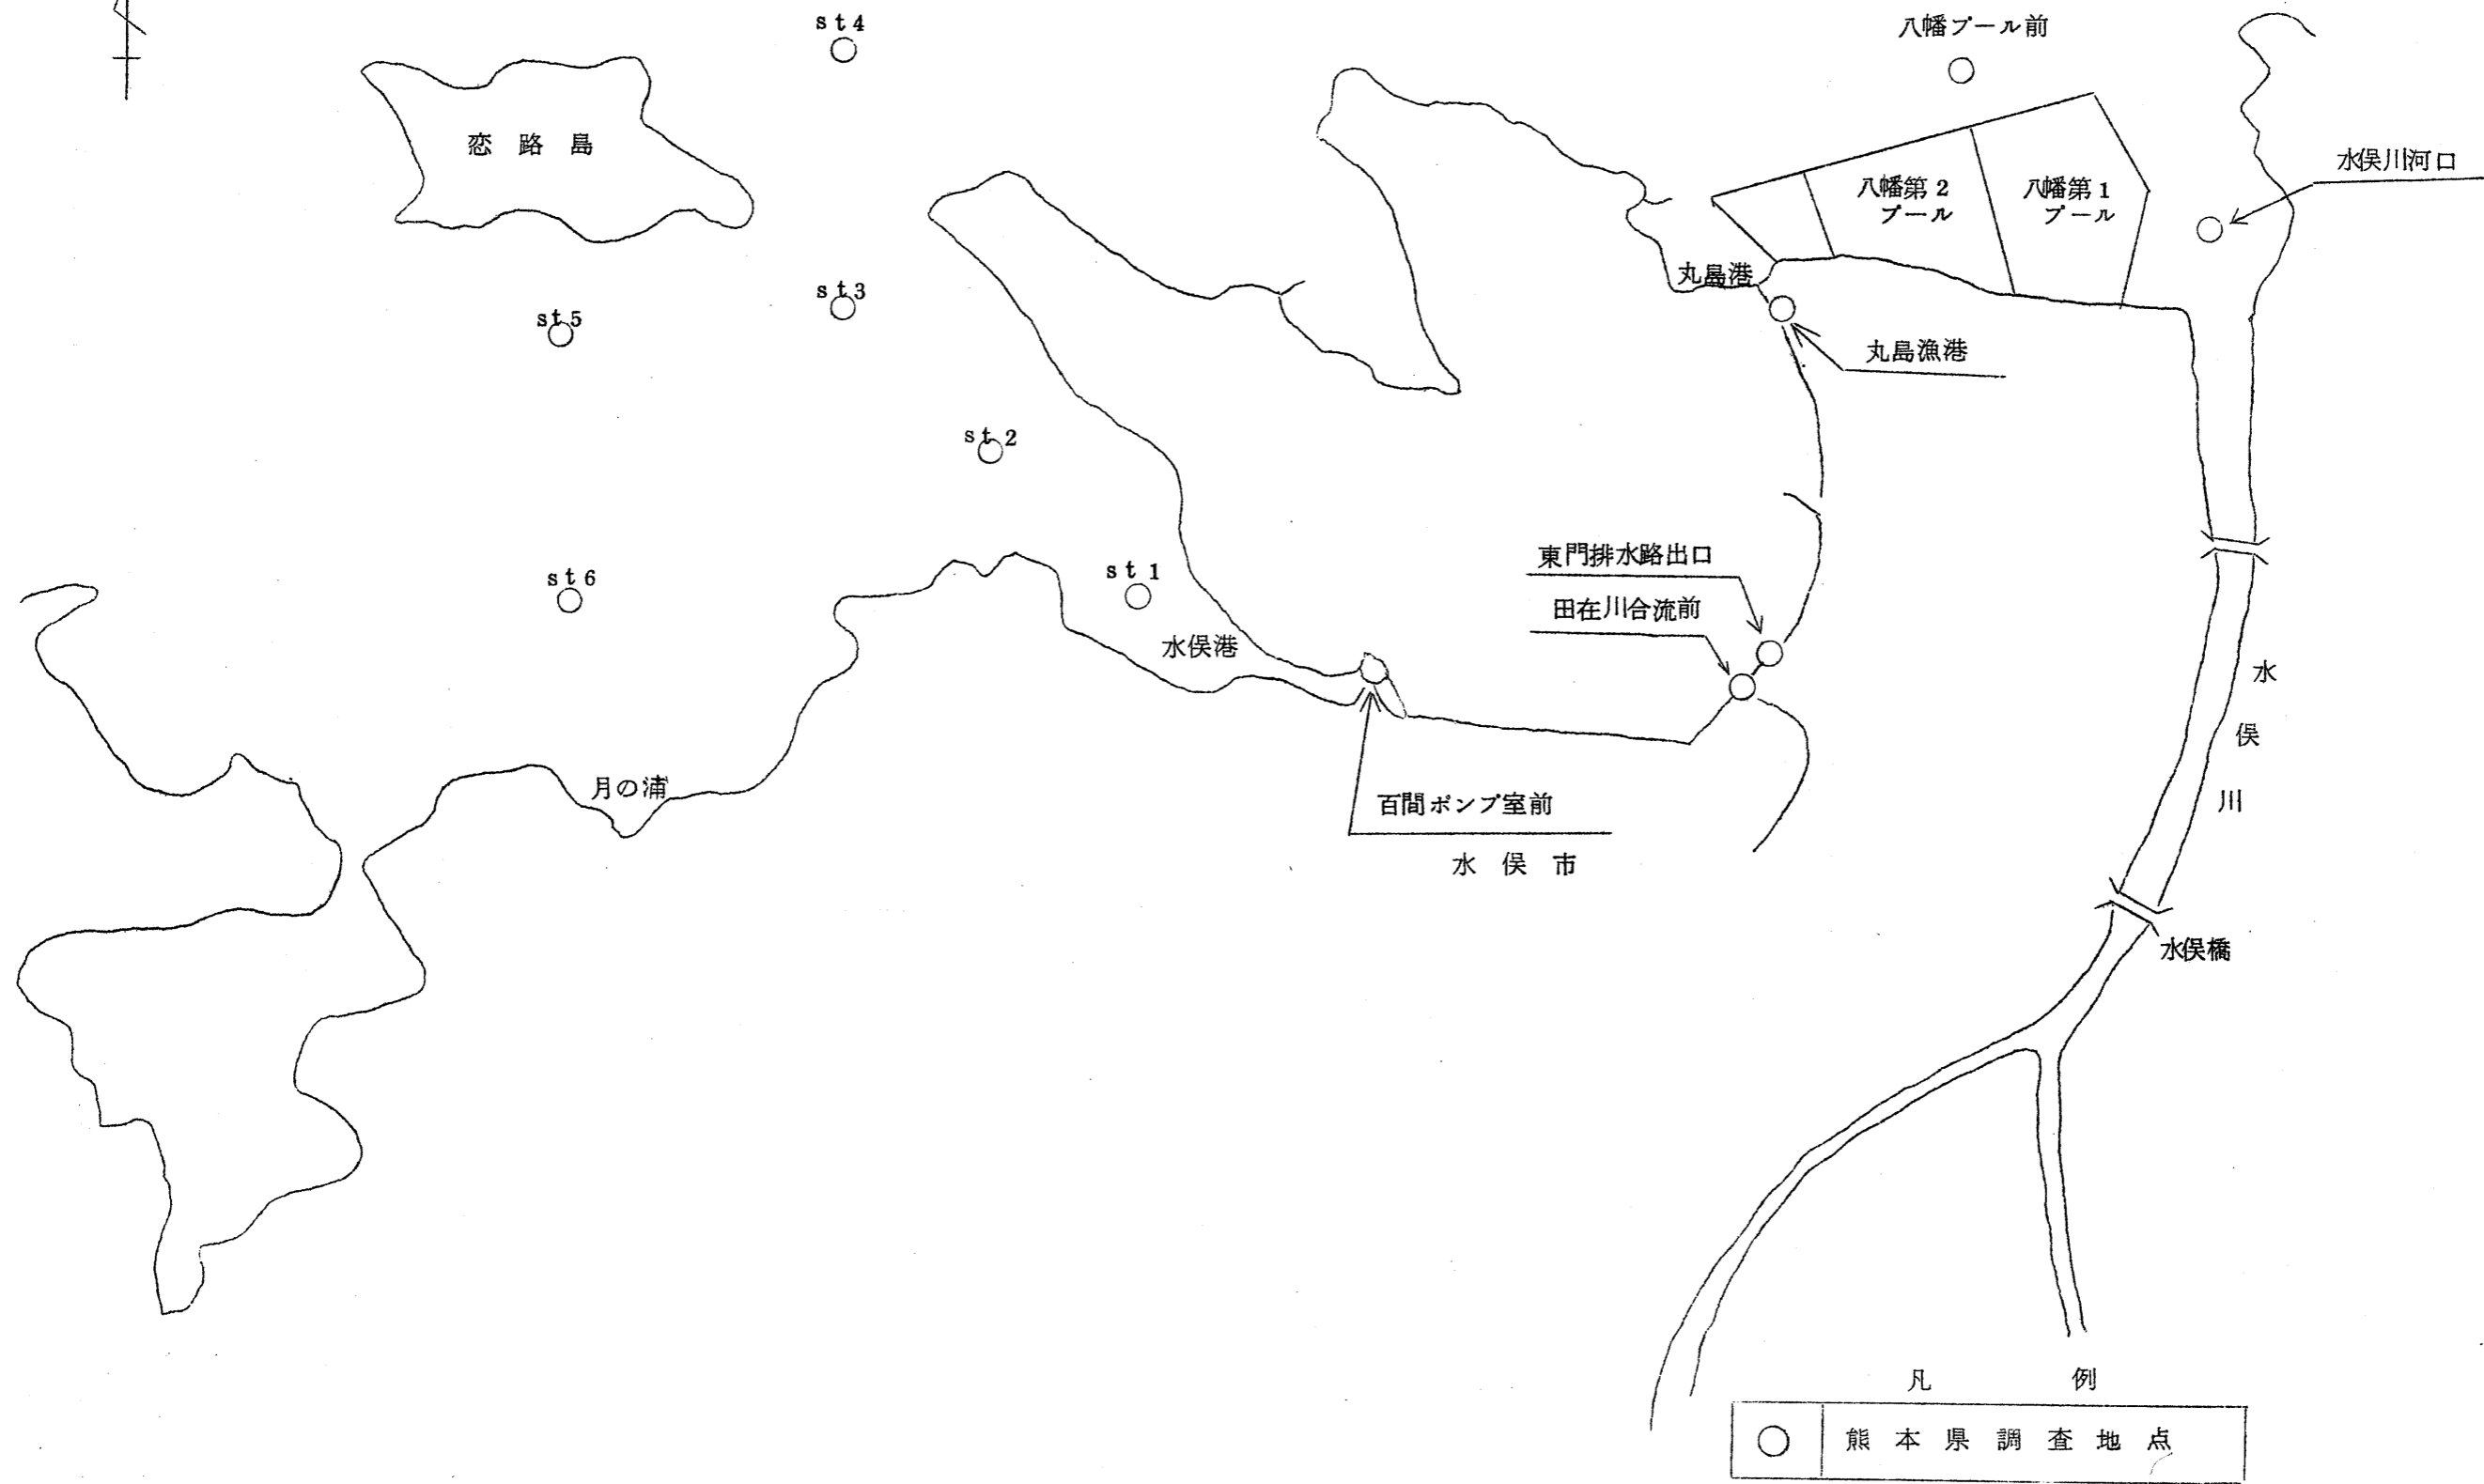 st4
八幡プール前
恋路島
水俣川河口
八幡第2
プール
八幡第1
プール
丸島港
st3
st5
丸島漁港
st2
東門排水路出口
st6
st1
田在川合流前
水俣港
水俣川
月の浦
百間ポンプ室前
水俣市
水俣橋
凡例
熊本県調査地点